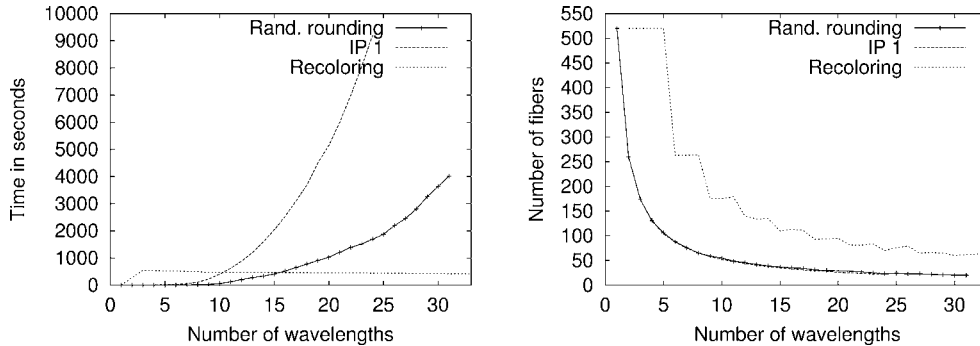 10000
9000
8000
7000
6000
5000
4000
3000
2000
1000
0
Time in seconds
Rand. rounding
IP 1
Recoloring
0 5 10 15 20 25 30
Number of wavelengths
550
500
450
400
350
300
250
200
150
100
50
0
Number of fibers
Rand. rounding
IP 1
Recoloring
0 5 10 15 20 25 30
Number of wavelengths